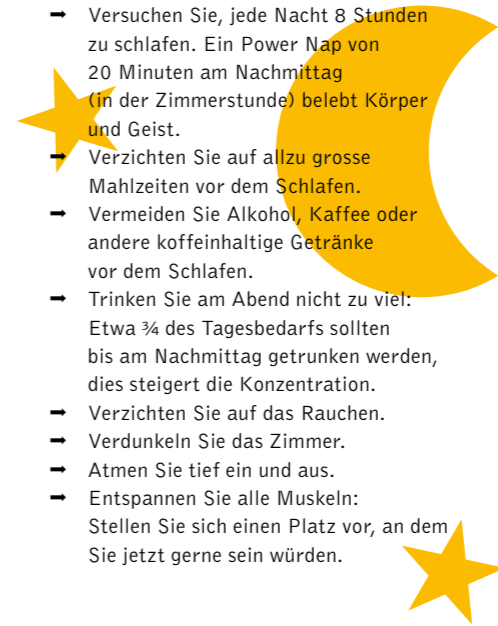 ➡ Versuchen Sie, jede Nacht 8 Stunden
zu schlafen. Ein Power Nap von
20 Minuten am Nachmittag
(in der Zimmerstunde) belebt Körper
und Geist.
➡ Verzichten Sie auf allzu grosse
Mahlzeiten vor dem Schlafen.
➡ Vermeiden Sie Alkohol, Kaffee oder
andere koffeinhaltige Getränke
vor dem Schlafen.
➡ Trinken Sie am Abend nicht zu viel:
Etwa ¾ des Tagesbedarfs sollten
bis am Nachmittag getrunken werden,
dies steigert die Konzentration.
➡ Verzichten Sie auf das Rauchen.
➡ Verdunkeln Sie das Zimmer.
➡ Atmen Sie tief ein und aus.
➡ Entspannen Sie alle Muskeln:
Stellen Sie sich einen Platz vor, an dem
Sie jetzt gerne sein würden.